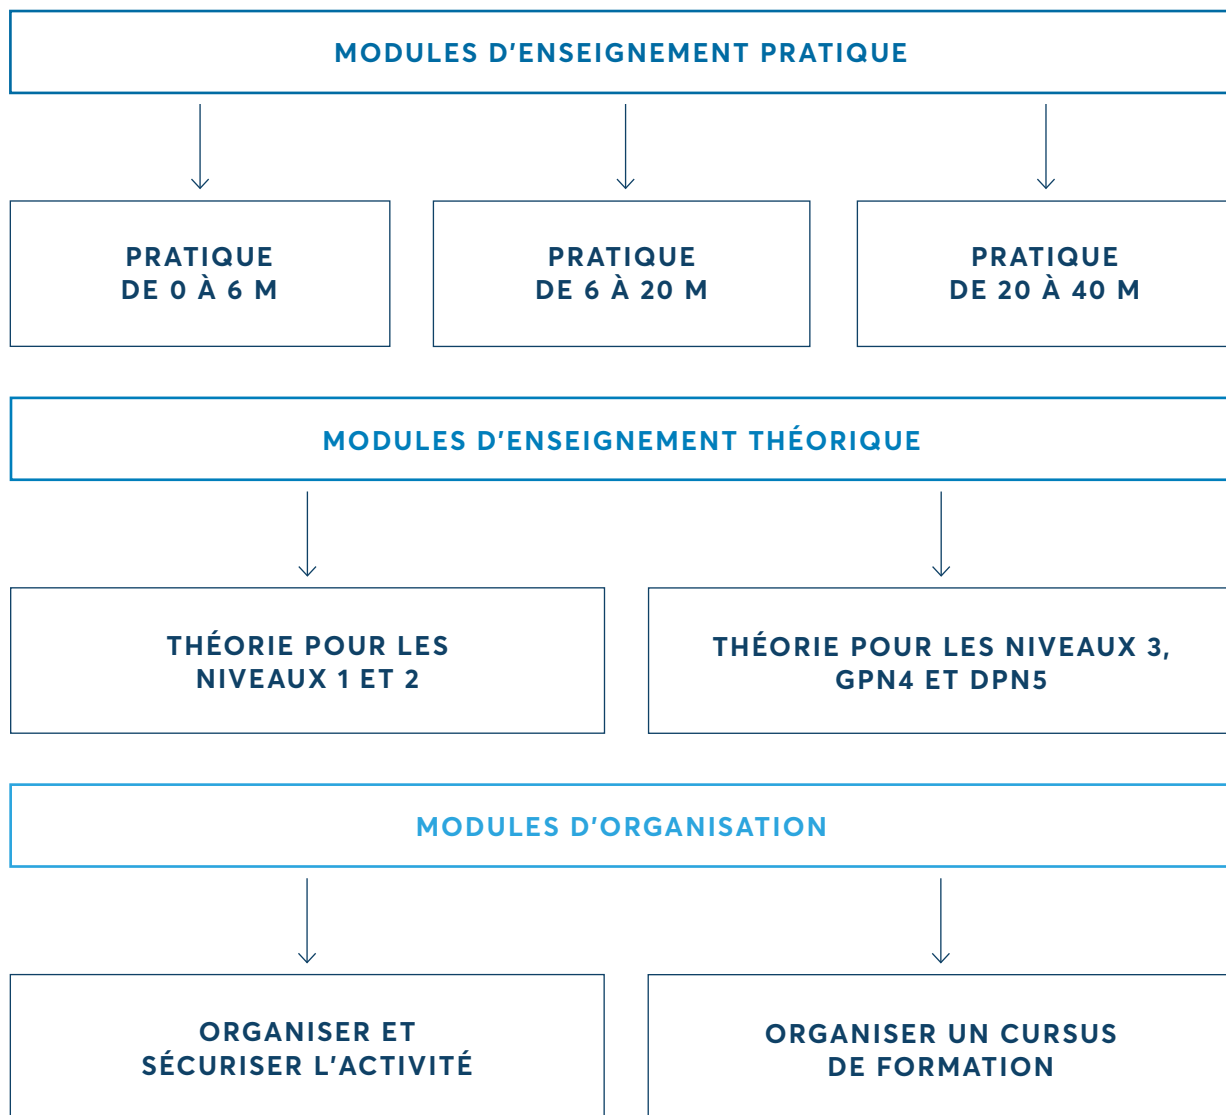 MODULES D'ENSEIGNEMENT PRATIQUE
PRATIQUE
DE 0 À 6 M
PRATIQUE
DE 6 À 20 M
PRATIQUE
DE 20 À 40 M
MODULES D'ENSEIGNEMENT THÉORIQUE
THÉORIE POUR LES
NIVEAUX 1 ET 2
THÉORIE POUR LES NIVEAUX 3,
GPN4 ET DPN5
MODULES D'ORGANISATION
ORGANISER ET
SÉCURISER L'ACTIVITÉ
ORGANISER UN CURSUS
DE FORMATION